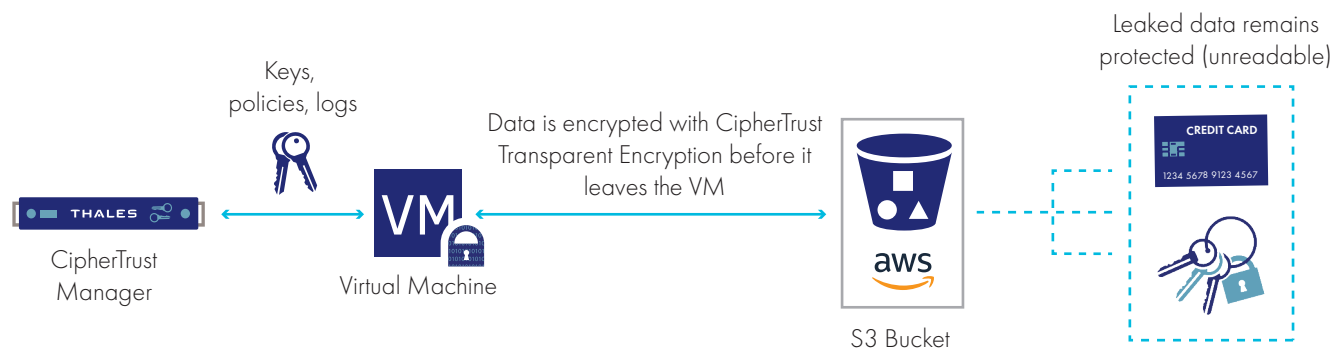 Leaked data remains
protected (unreadable)
Keys,
policies, logs
Data is encrypted with CipherTrust
Transparent Encryption before it
leaves the VM
CREDIT CARD
1234 5678 9123 4567
THALES
VM
aws
CipherTrust
Manager
Virtual Machine
S3 Bucket